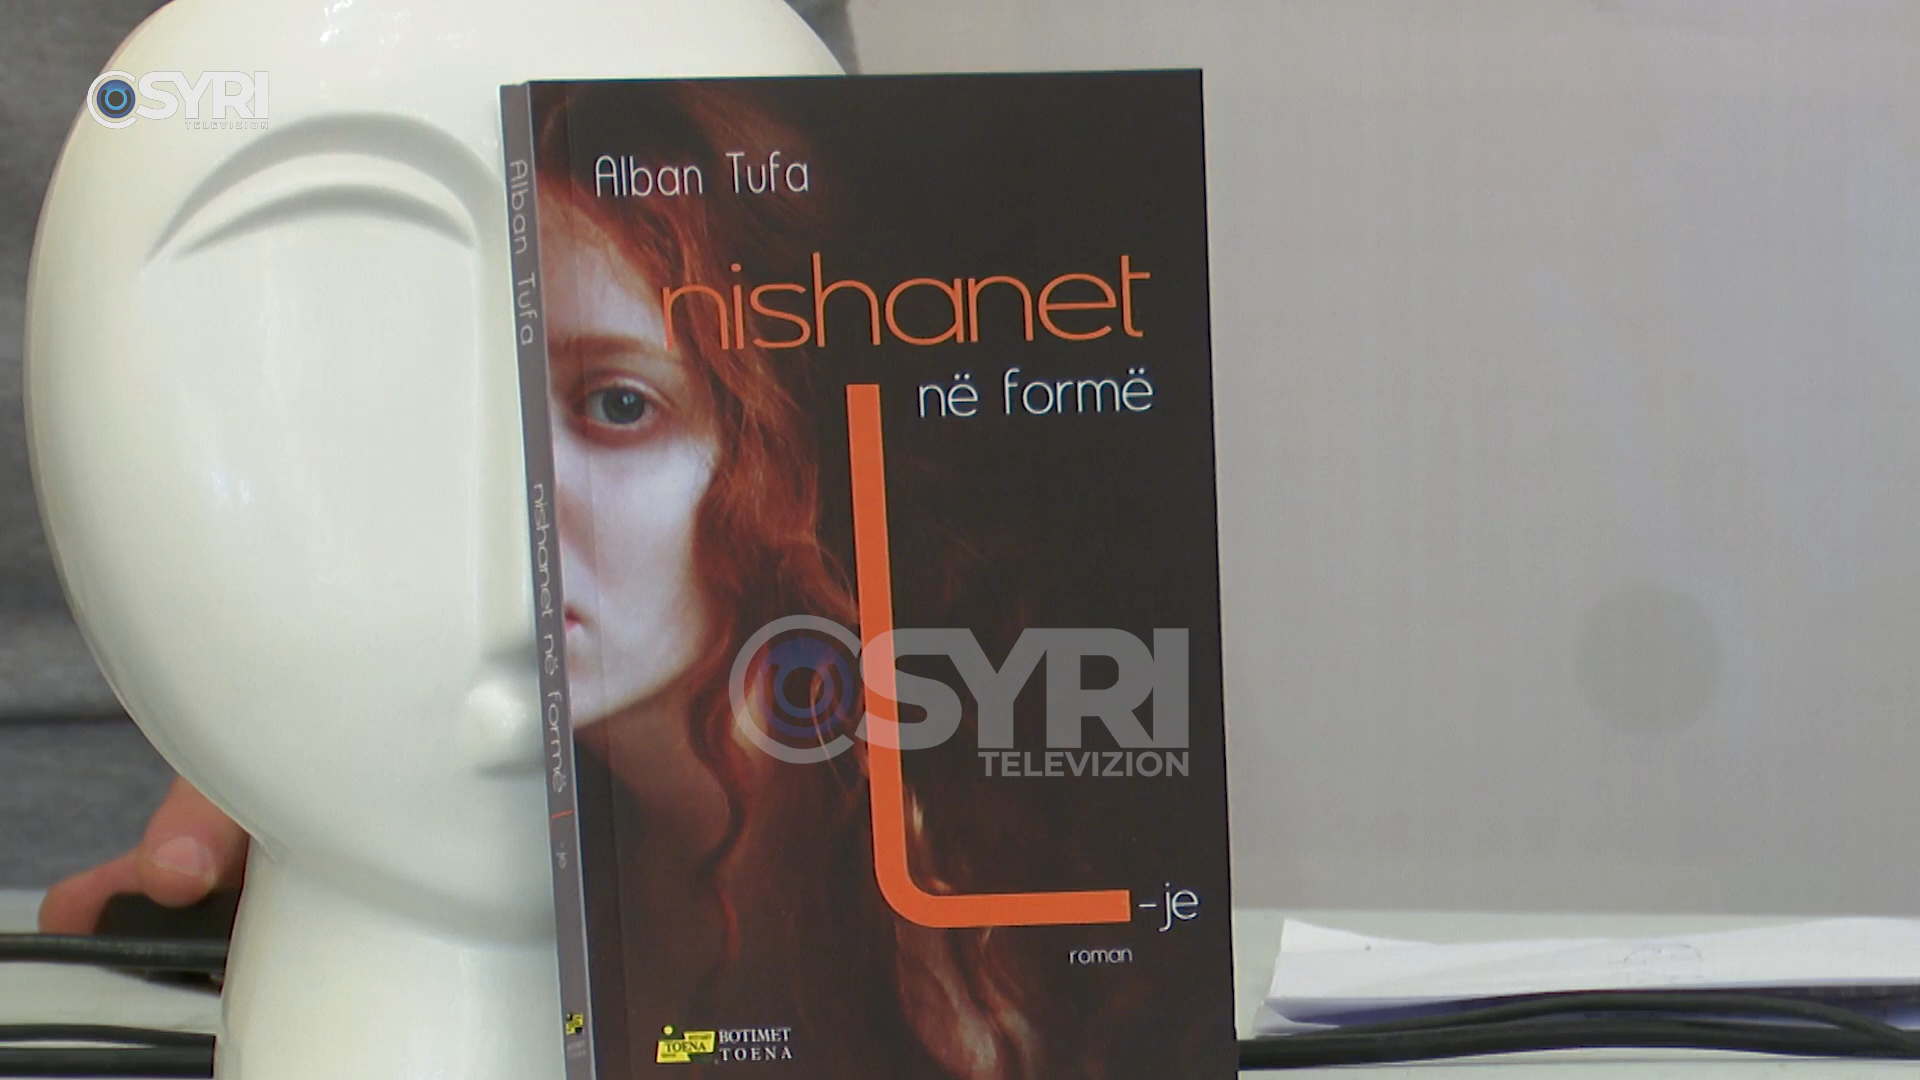 SYRI
TELEVIZION
Alban Tufa
nishanet
në formë
L-je
roman
BOTIMET
TOENA
TOENA
Alban Tufa
nishanet në formë L-je
SYRI
TELEVIZION